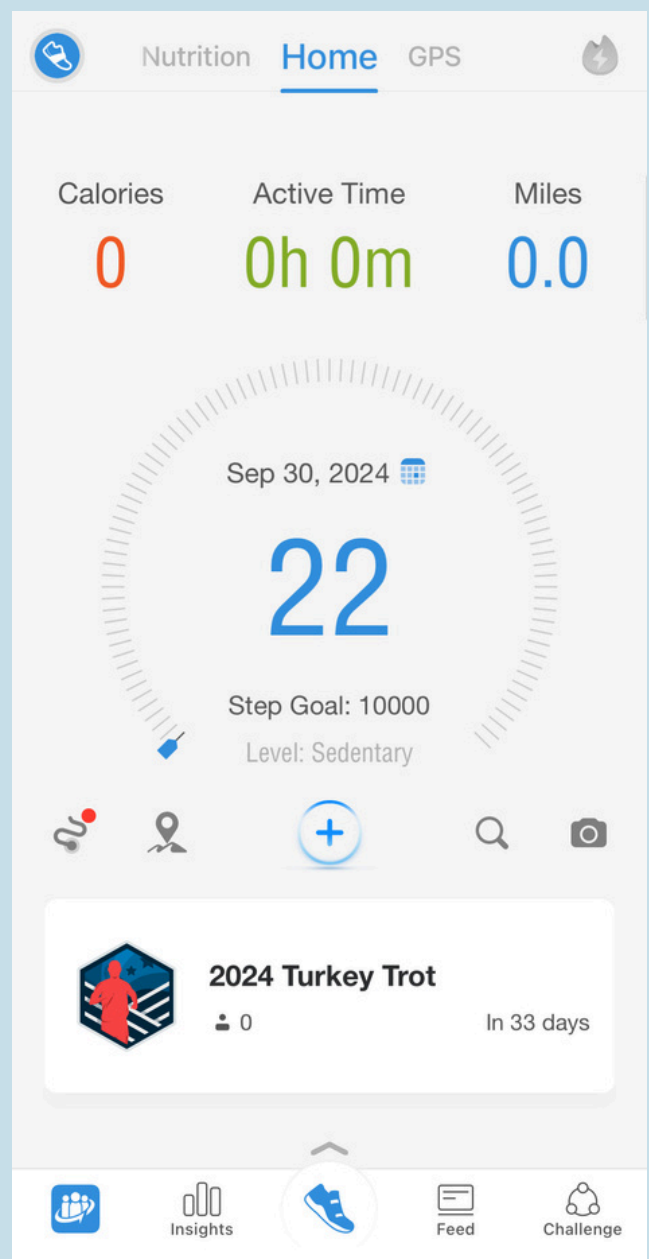 Nutrition Home GPS
Calories Active Time Miles
0 0h 0m 0.0
Sep 30, 2024
22
Step Goal: 10000
Level: Sedentary
2024 Turkey Trot
0 In 33 days
Insights Feed Challenge